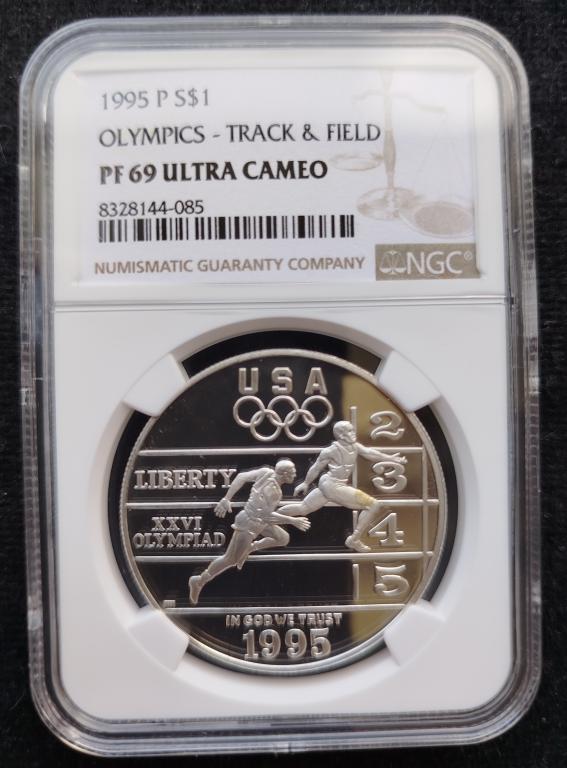 1995 P S$1
OLYMPICS - TRACK & FIELD
PF 69 ULTRA CAMEO
8328144-085
NUMISMATIC GUARANTY COMPANY
NGC
USA
2
LIBERTY
3
XXVI
OLYMPIAD
4
5
IN GOD WE TRUST
1995